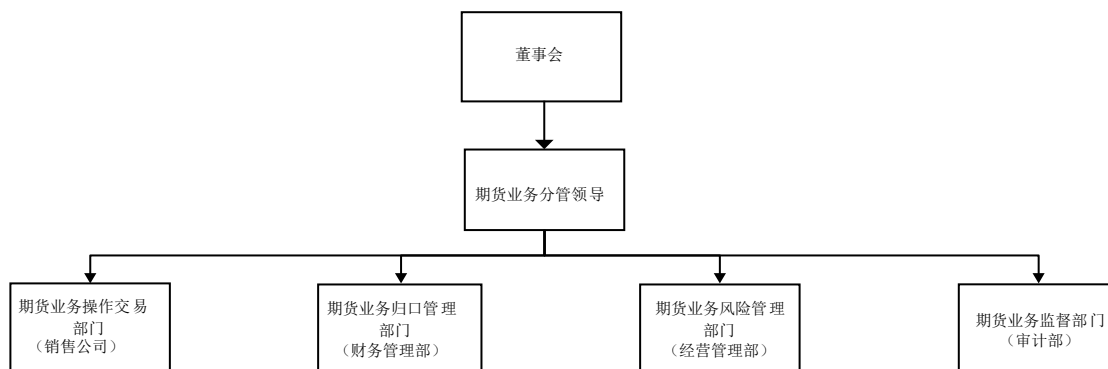 董事会
期货业务分管领导
期货业务操作交易
部门
（销售公司）
期货业务归口管理
部门
（财务管理部）
期货业务风险管理
部门
（经营管理部）
期货业务监督部门
（审计部）